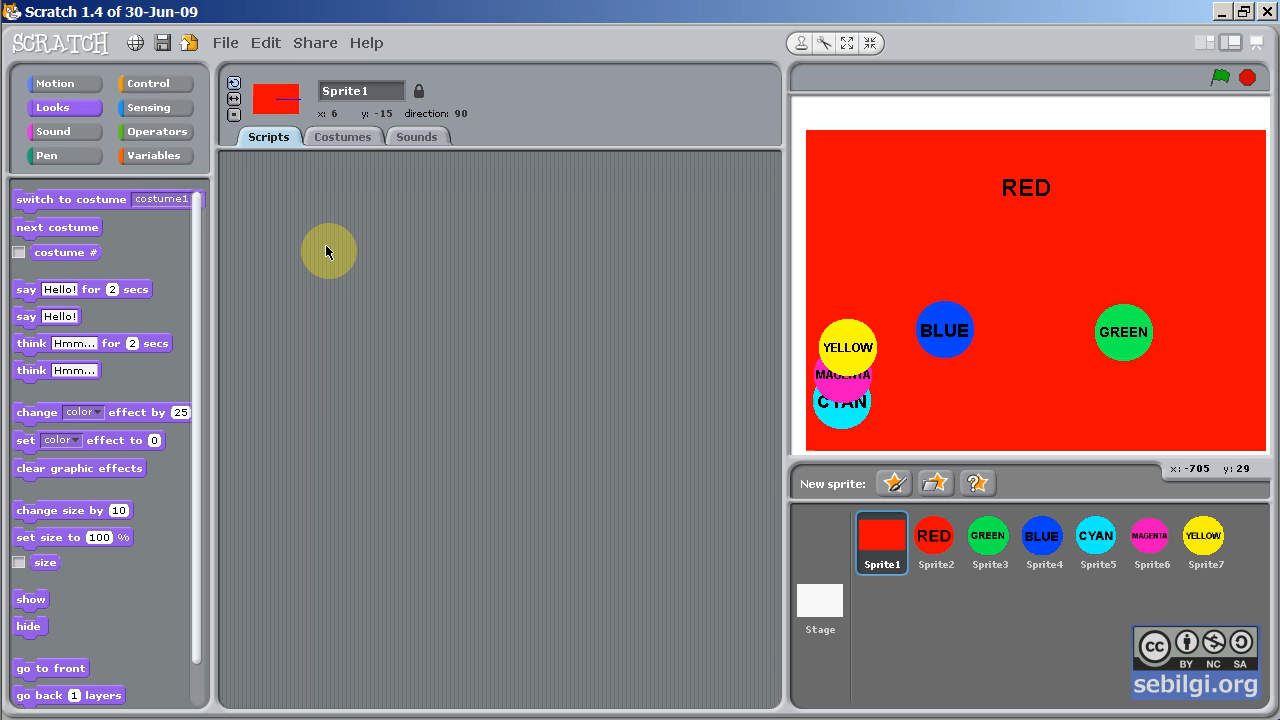 Scratch 1.4 of 30-Jun-09
SCRATCH
File Edit Share Help
Motion Control
Looks Sensing
Sound Operators
Pen Variables
switch to costume costume1
next costume
costume #
say Hello! for 2 secs
say Hello!
think Hmm... for 2 secs
think Hmm...
change color effect by 25
set color effect to 0
clear graphic effects
change size by 10
set size to 100 %
size
show
hide
go to front
go back 1 layers
Sprite1
x: 6 y: -15 direction: 90
Scripts Costumes Sounds
RED
BLUE
GREEN
YELLOW
MAGENTA
CYAN
x: -705 y: 29
New sprite:
RED GREEN BLUE CYAN MAGENTA YELLOW
Sprite1 Sprite2 Sprite3 Sprite4 Sprite5 Sprite6 Sprite7
Stage
cc
BY NC SA
sebilgi.org